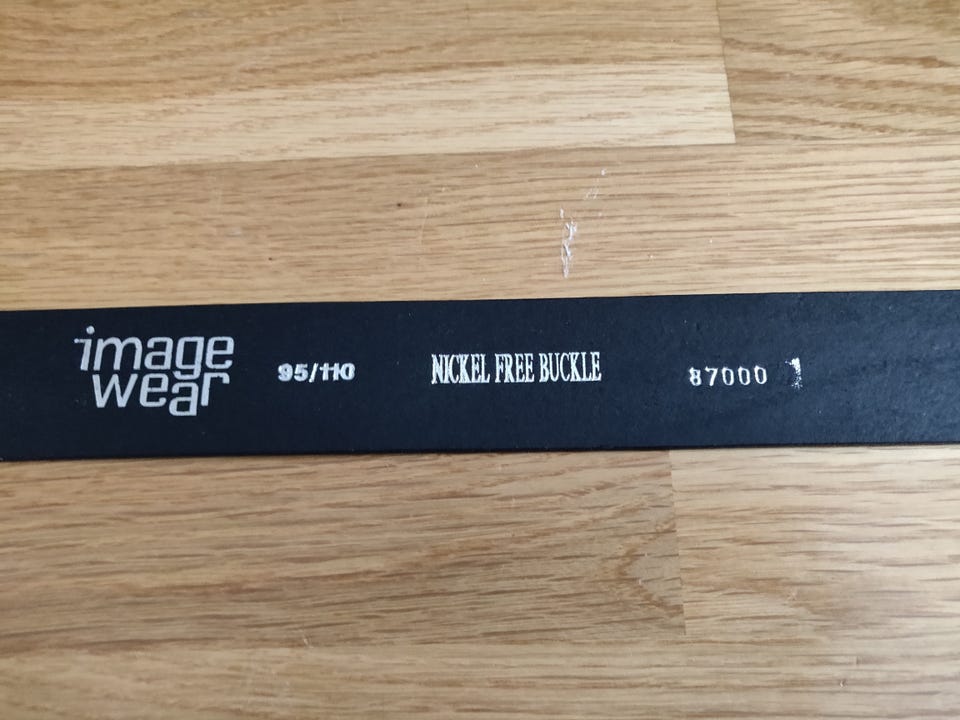 image
wear
95/110
NICKEL FREE BUCKLE
87000